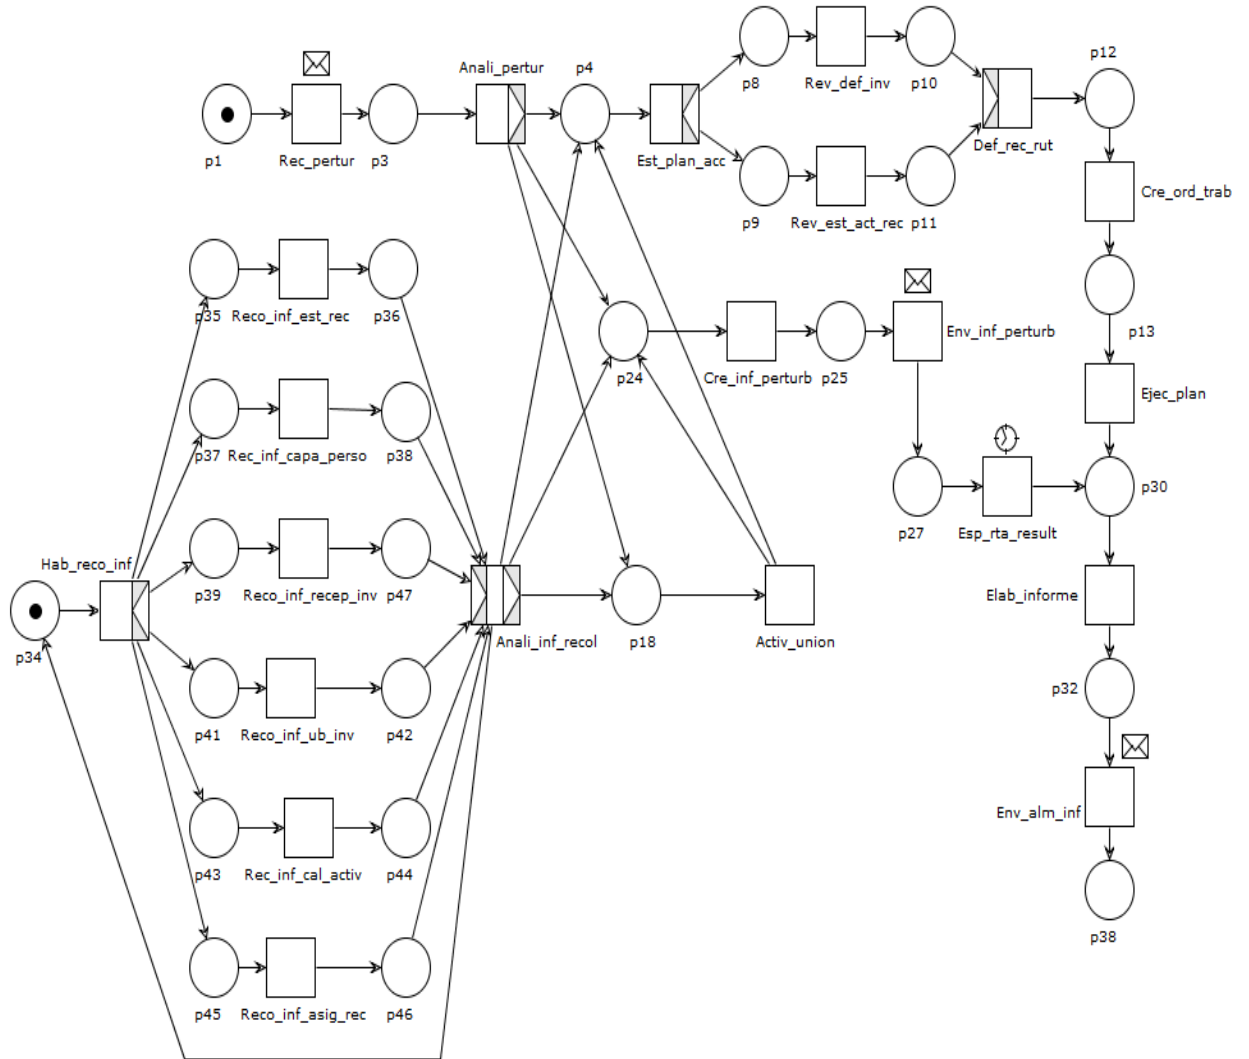 Anali_pertur
p4
p12
p8
Rev_def_inv
p10
p1
Rec_pertur
p3
Est_plan_acc
Def_rec_rut
Cre_ord_trab
p9
Rev_est_act_rec
p11
p35
Reco_inf_est_rec
p36
Env_inf_perturb
p13
p24
Cre_inf_perturb
p25
Ejec_plan
p37
Rec_inf_capa_perso
p38
p30
p27
Esp_rta_result
Hab_reco_inf
p39
Reco_inf_recep_inv
p47
Elab_informe
p34
Anali_inf_recol
p18
Activ_union
p32
p41
Reco_inf_ub_inv
p42
Env_alm_inf
p43
Rec_inf_cal_activ
p44
p38
p45
Reco_inf_asig_rec
p46